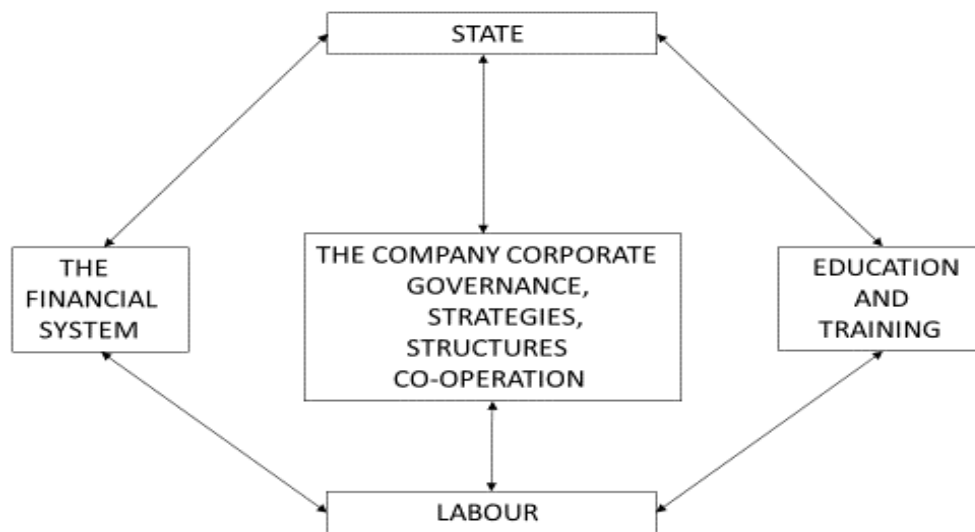 STATE
THE
FINANCIAL
SYSTEM
THE COMPANY CORPORATE
GOVERNANCE,
STRATEGIES,
STRUCTURES
CO-OPERATION
EDUCATION
AND
TRAINING
LABOUR